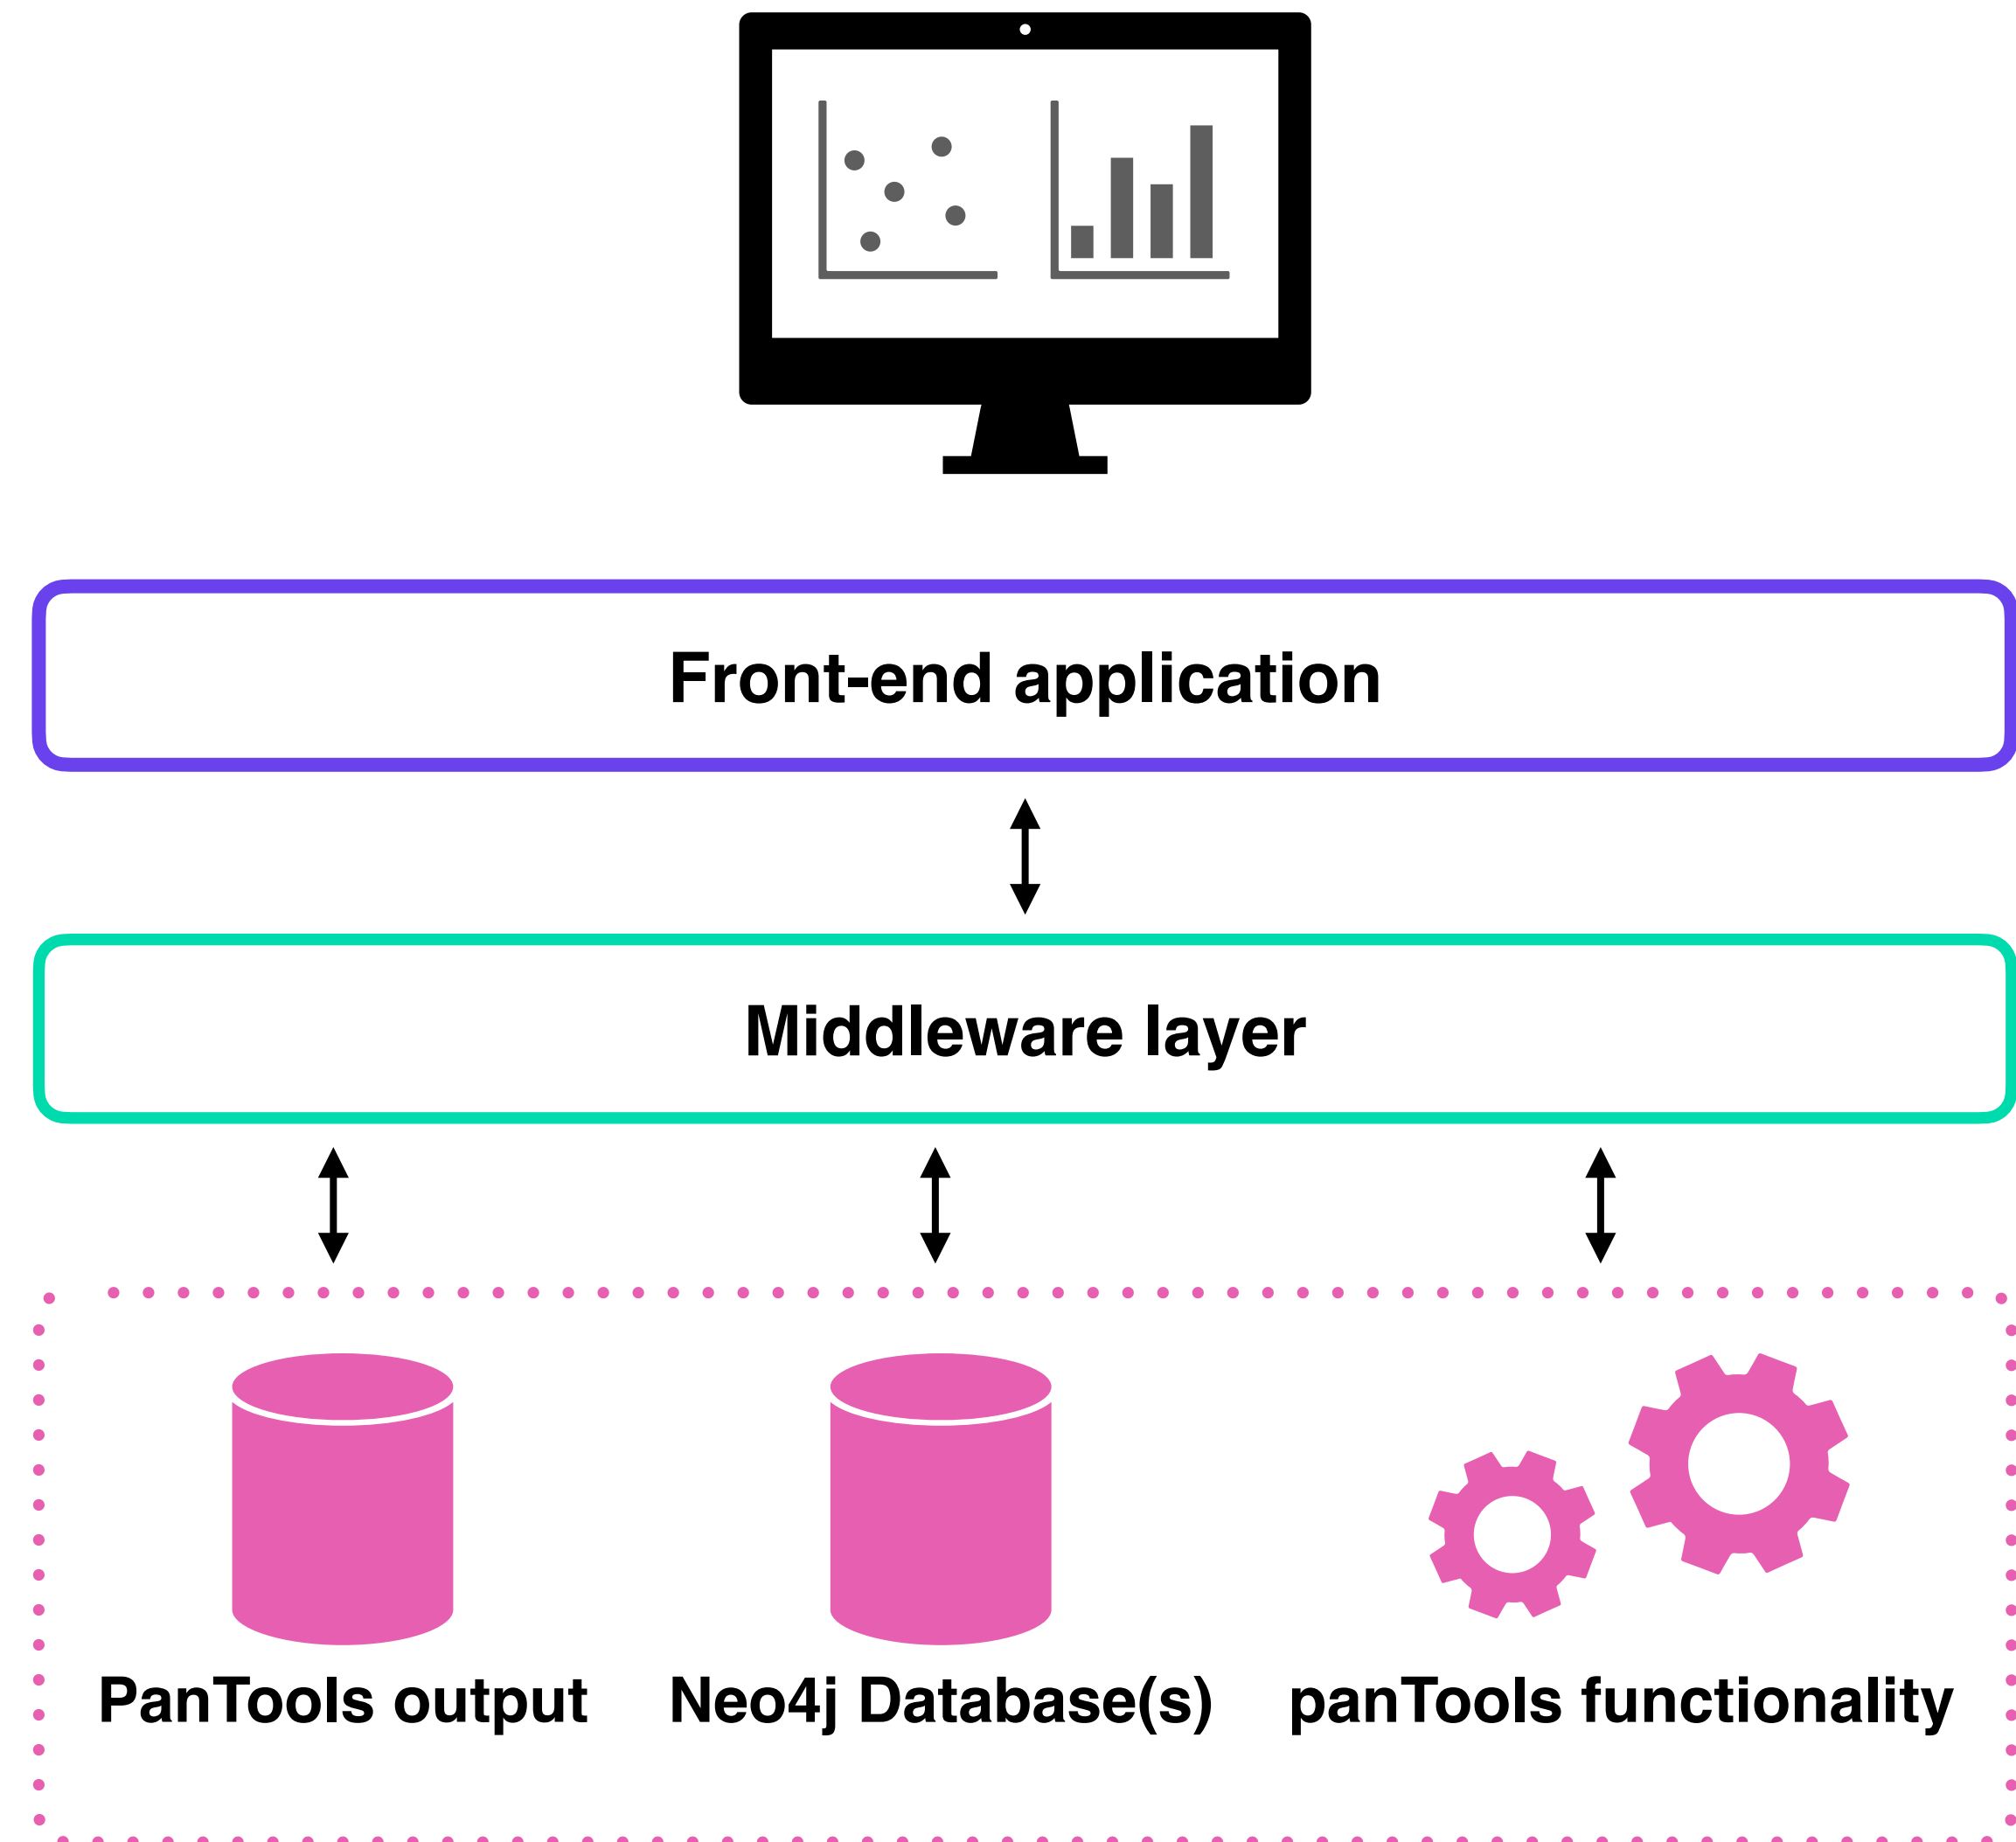 Front-end application
Middleware layer
PanTools output
Neo4j Database(s)
panTools functionality